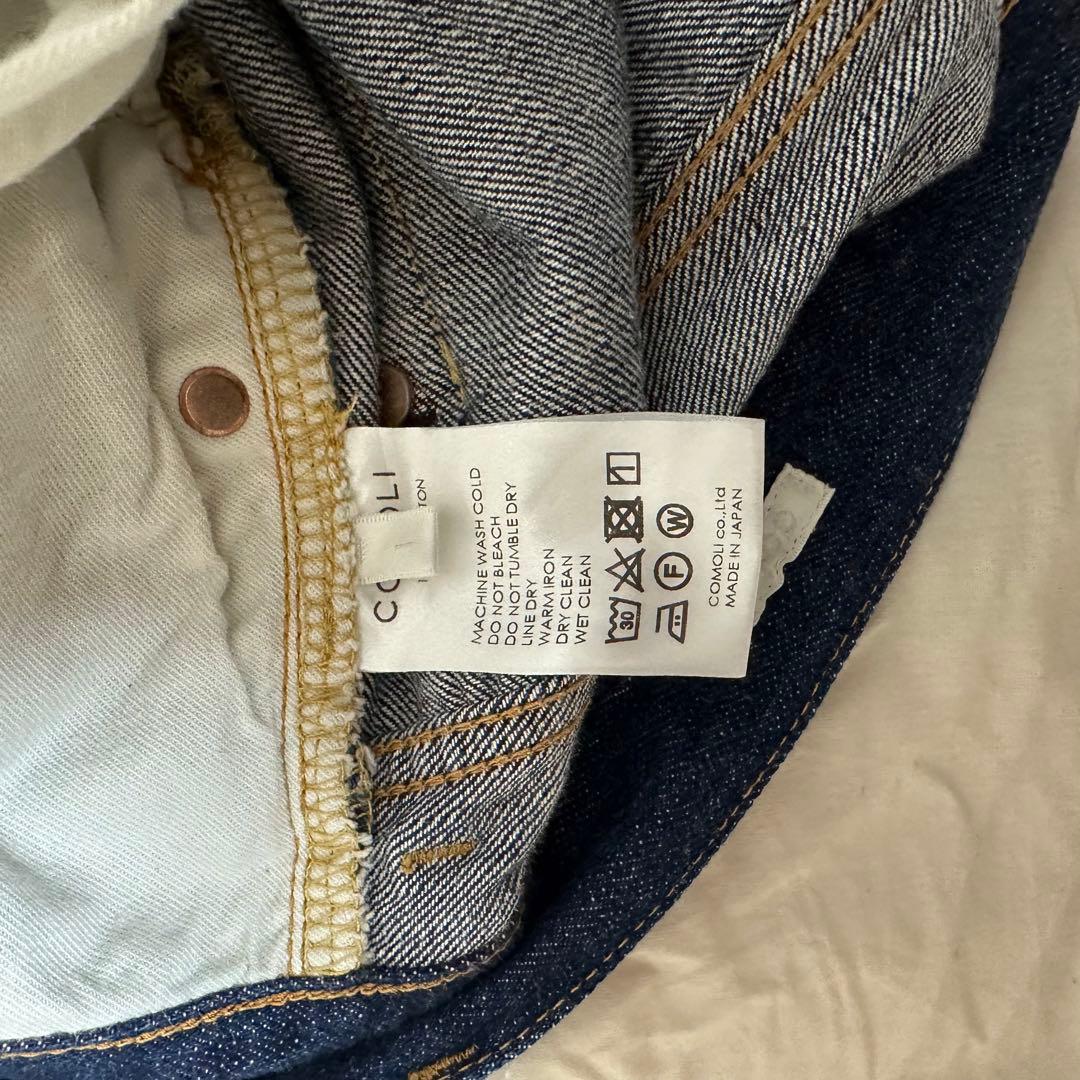 1
MACHINE WASH COLD
DO NOT BLEACH
DO NOT TUMBLE DRY
LINE DRY
WARM IRON
DRY CLEAN
WET CLEAN
30
F W
COMOLI co.,Ltd
MADE IN JAPAN